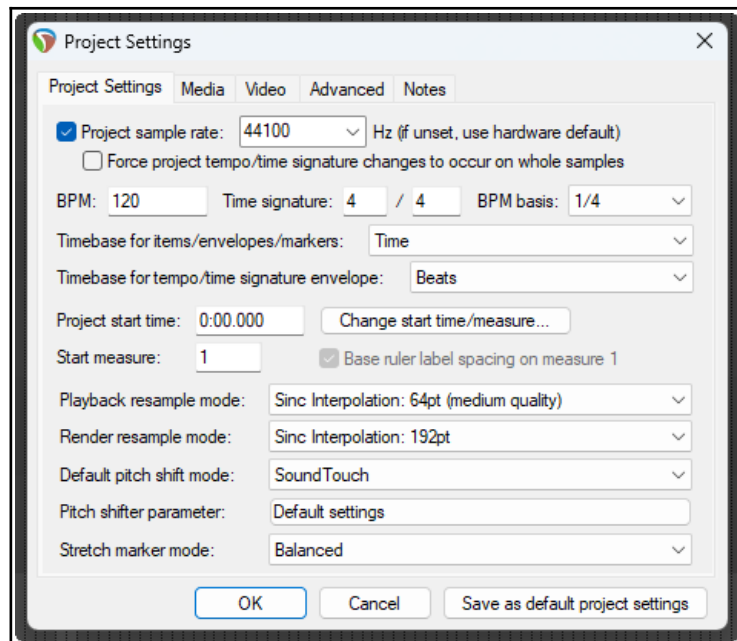 Project Settings
Project Settings Media Video Advanced Notes
Project sample rate: 44100 Hz (if unset, use hardware default)
Force project tempo/time signature changes to occur on whole samples
BPM: 120 Time signature: 4 / 4 BPM basis: 1/4
Timebase for items/envelopes/markers: Time
Timebase for tempo/time signature envelope: Beats
Project start time: 0:00.000 Change start time/measure...
Start measure: 1 Base ruler label spacing on measure 1
Playback resample mode: Sinc Interpolation: 64pt (medium quality)
Render resample mode: Sinc Interpolation: 192pt
Default pitch shift mode: SoundTouch
Pitch shifter parameter: Default settings
Stretch marker mode: Balanced
OK Cancel Save as default project settings